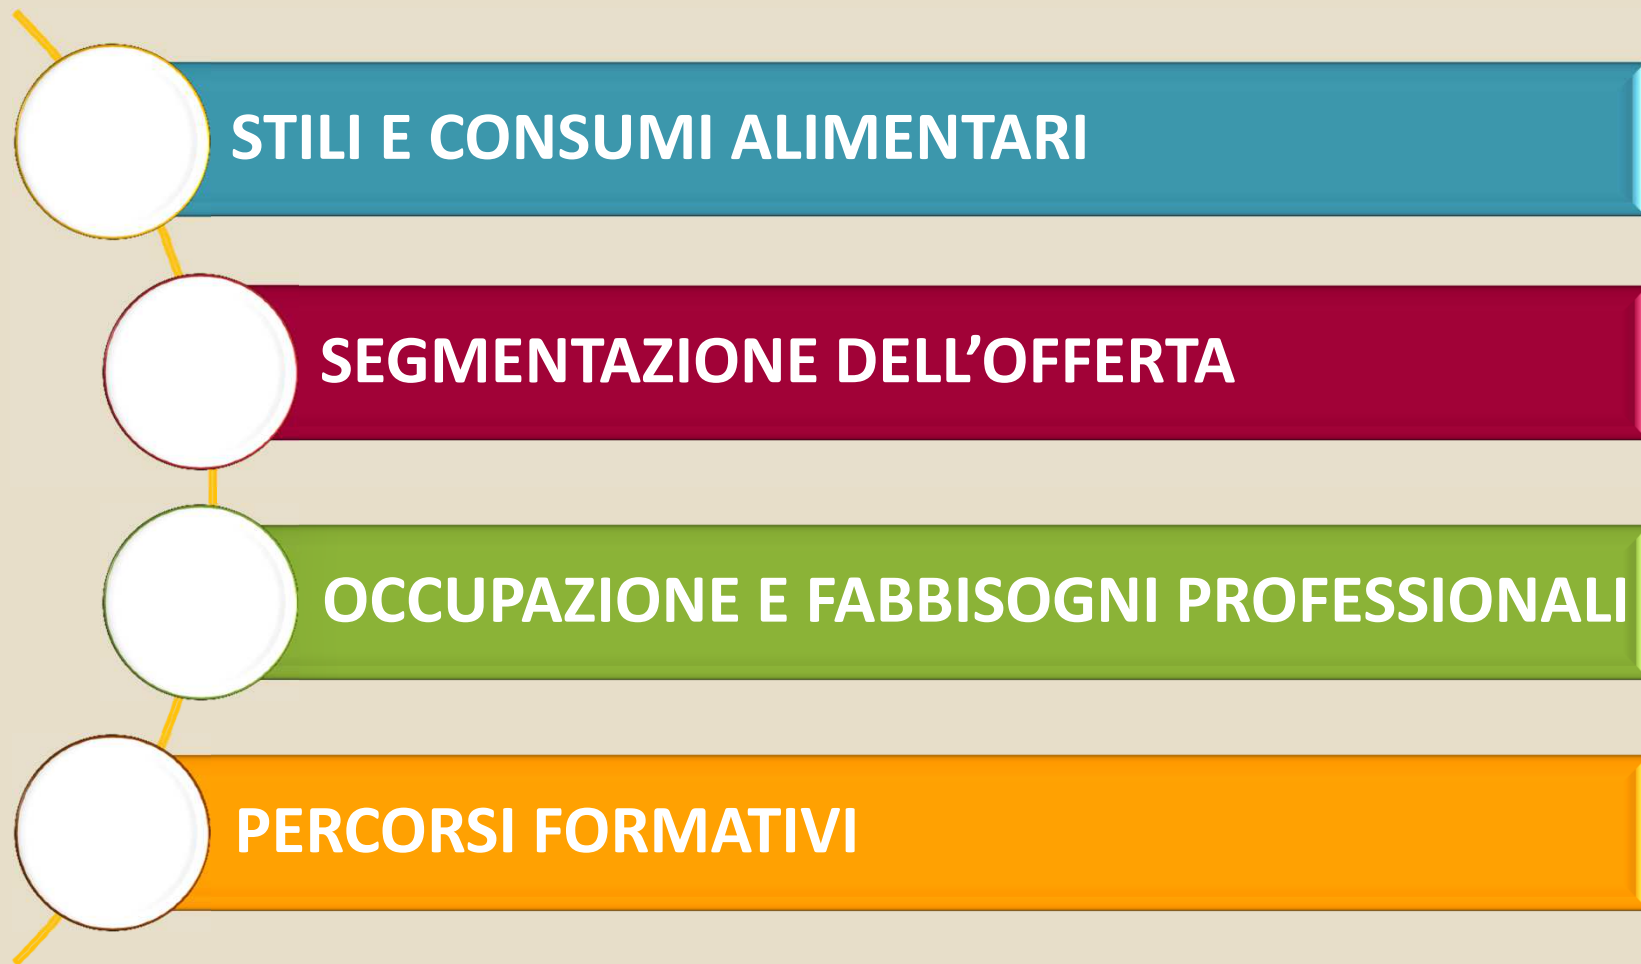 STILI E CONSUMI ALIMENTARI
SEGMENTAZIONE DELL’OFFERTA
OCCUPAZIONE E FABBISOGNI PROFESSIONALI
PERCORSI FORMATIVI